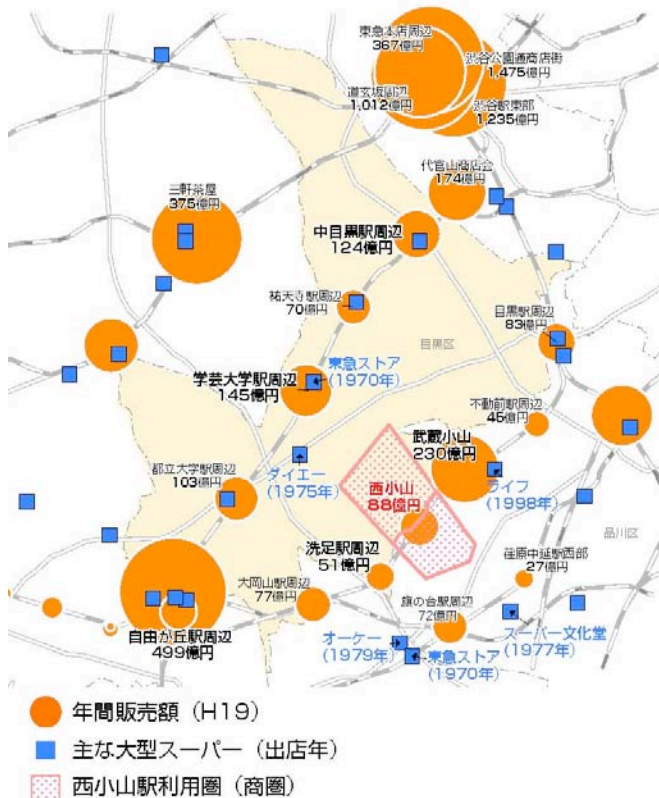 東急本店周辺
367億円
渋谷公園通商店街
1,475億円
道玄坂周辺
1,012億円
渋谷駅東部
1,235億円
代官山商店会
174億円
三軒茶屋
375億円
中目黒駅周辺
124億円
祐天寺駅周辺
70億円
目黒駅周辺
83億円
目黒区
学芸大学駅周辺
145億円
東急ストア
(1970年)
不動前駅周辺
45億円
武蔵小山
230億円
都立大学駅周辺
103億円
ダイエー
(1975年)
西小山
88億円
ライフ
(1998年)
品川区
洗足駅周辺
51億円
荏原中延駅西部
27億円
大岡山駅周辺
77億円
旗の台駅周辺
72億円
自由が丘駅周辺
499億円
オーケー
(1979年)
東急ストア
(1970年)
スーパー文化堂
(1977年)
年間販売額（H19）
主な大型スーパー（出店年）
西小山駅利用圏（商圏）